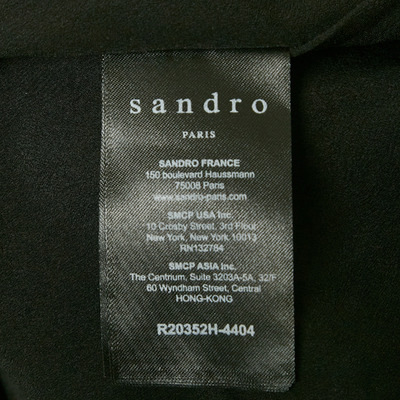 sandro
PARIS
SANDRO FRANCE
150 boulevard Haussmann
75008 Paris
www.sandro-paris.com
SMCP USA Inc.
10 Crosby Street, 3rd Floor
New York, New York 10013
RN132784
SMCP ASIA Inc.
The Centrium, Suite 3203A-5A, 32/F
60 Wyndham Street, Central
HONG-KONG
R20352H-4404